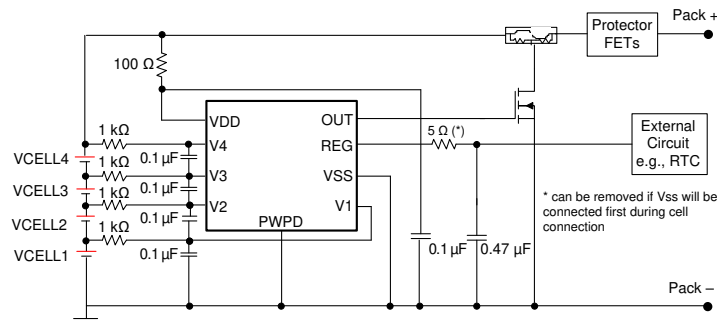 Pack +
Protector
FETs
100 Ω
VDD
OUT
1 kΩ
V4
REG
5 Ω (*)
External
Circuit
e.g., RTC
VCELL4
1 kΩ
0.1 µF
V3
VSS
VCELL3
1 kΩ
0.1 µF
V2
V1
* can be removed if Vss will be
connected first during cell
connection
VCELL2
1 kΩ
0.1 µF
PWPD
VCELL1
0.1 µF
0.1 µF
0.47 µF
Pack –